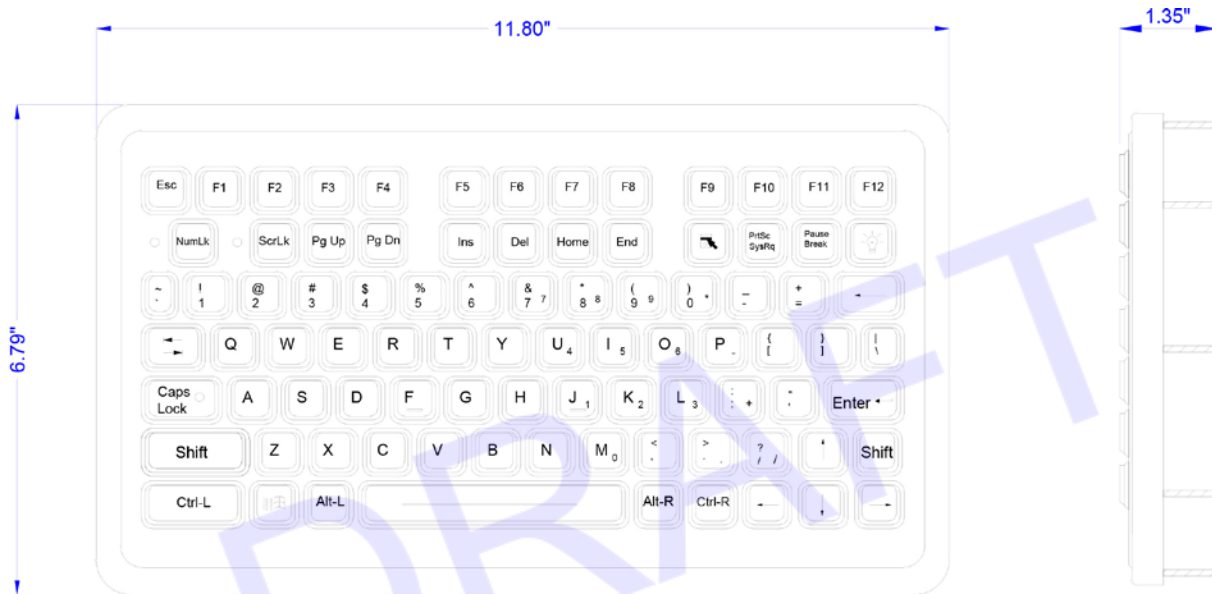 11.80"
1.35"
6.79"
Esc F1 F2 F3 F4 F5 F6 F7 F8 F9 F10 F11 F12
NumLk ScrLk Pg Up Pg Dn Ins Del Home End PrtSc SysRq Pause Break
~ ` ! 1 @ 2 # 3 $ 4 % 5 ^ 6 & 7 7 * 8 8 ( 9 9 ) 0 * _ - + =
Q W E R T Y U 4 I 5 O 6 P - { [ } ] | \
Caps Lock A S D F G H J 1 K 2 L 3 : ; + " ' Enter
Shift Z X C V B N M 0 < , > . . ? / / Shift
Ctrl-L Alt-L Alt-R Ctrl-R
DRAFT